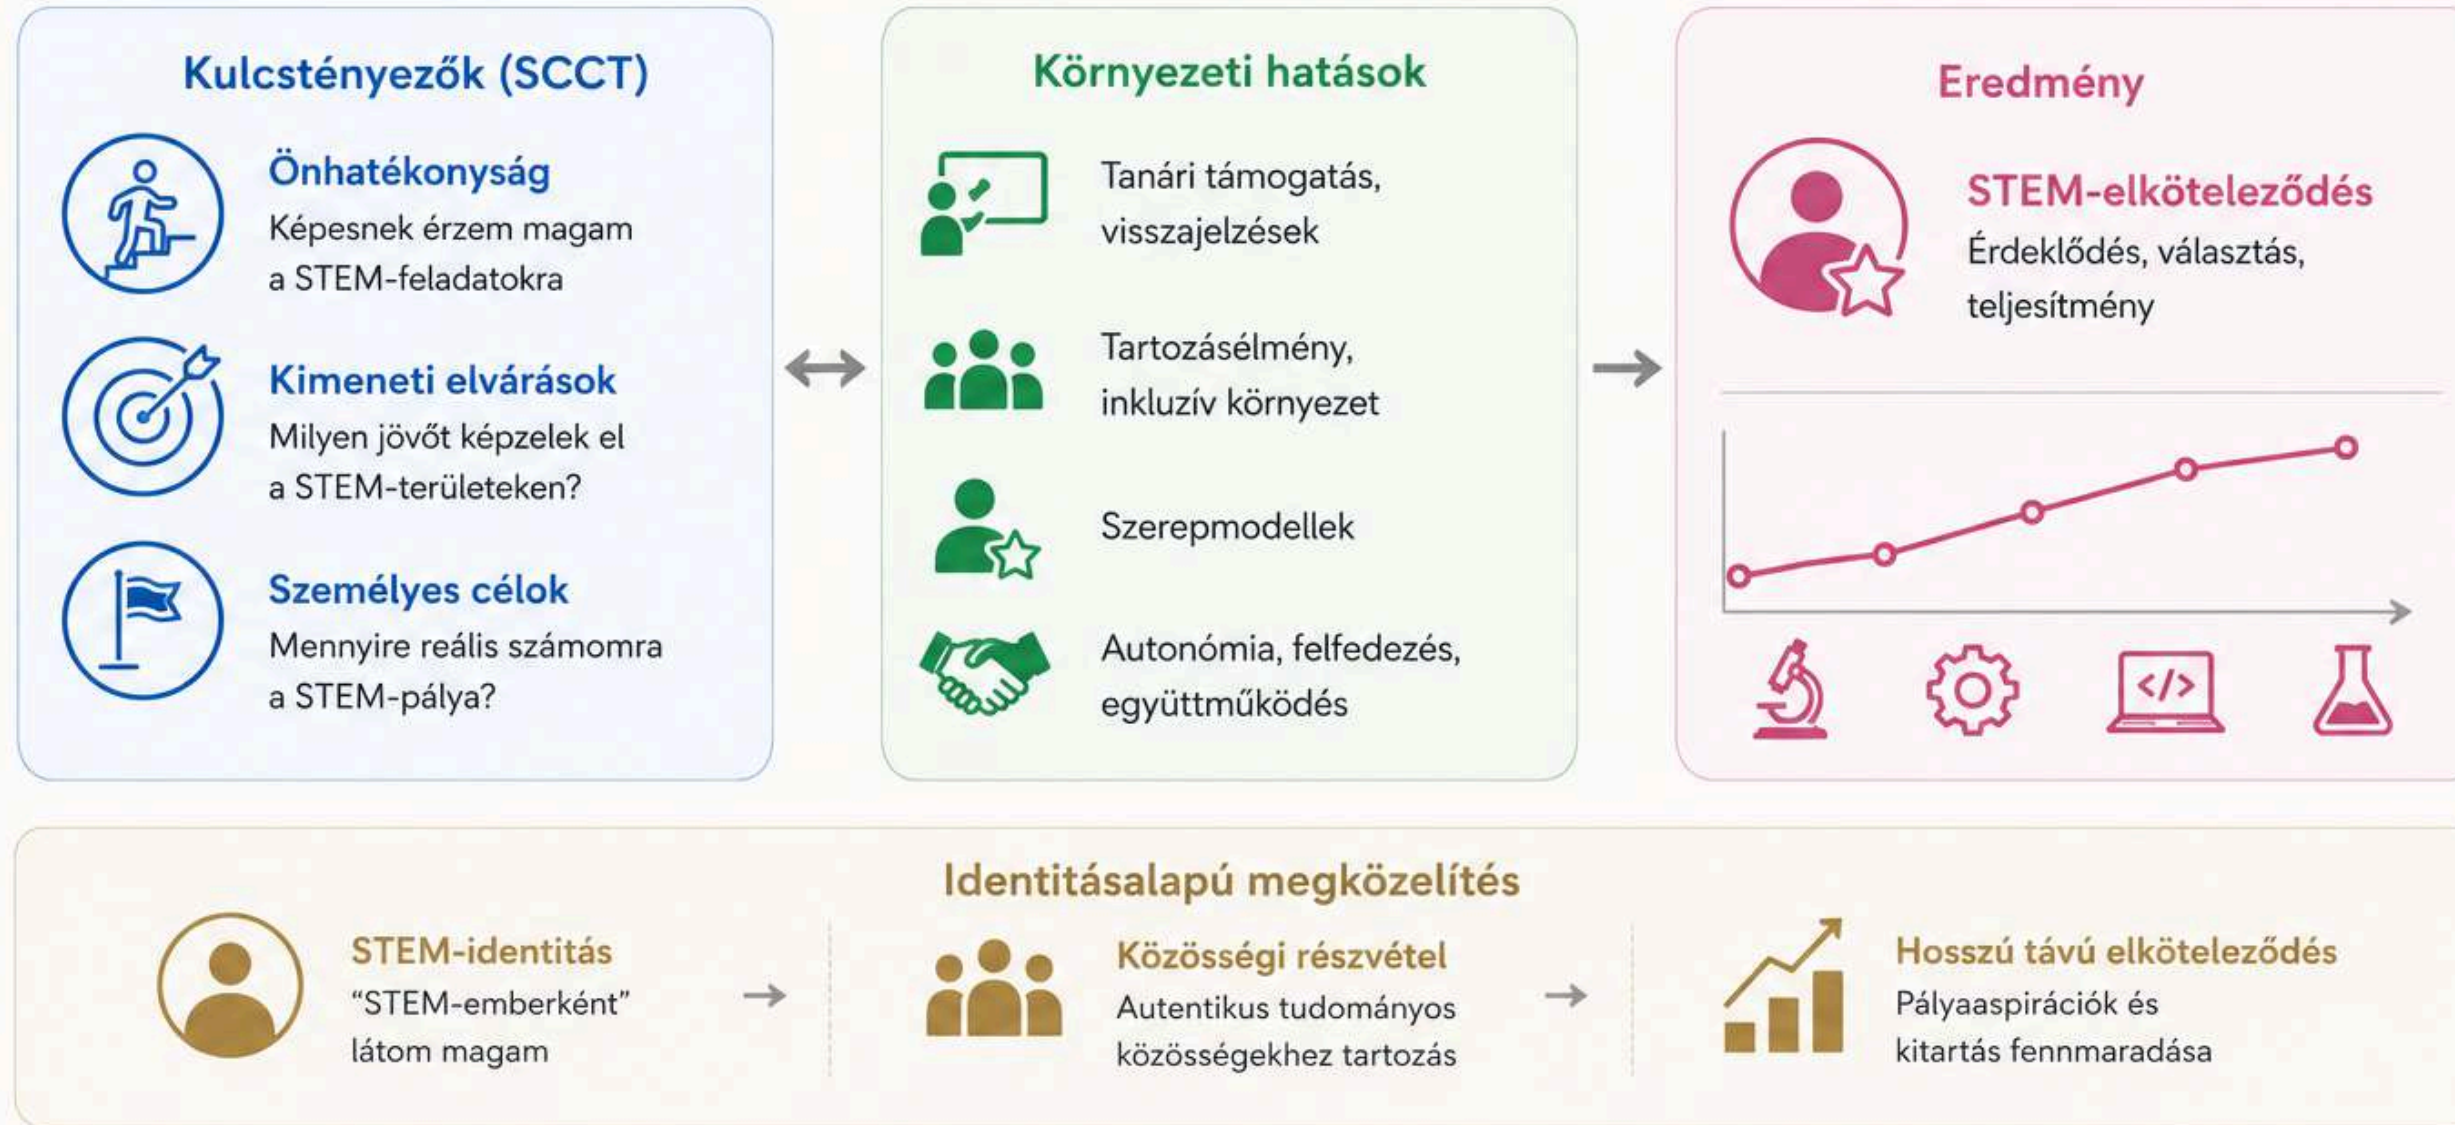 Kulcstényezők (SCCT)
Önhatékonyság
Képesnek érzem magam
a STEM-feladatokra
Kimeneti elvárások
Milyen jövőt képzelek el
a STEM-területeken?
Személyes célok
Mennyire reális számomra
a STEM-pálya?
Környezeti hatások
Tanári támogatás,
visszajelzések
Tartozásélmény,
inkluzív környezet
Szerepmodellek
Autonómia, felfedezés,
együttműködés
Eredmény
STEM-elköteleződés
Érdeklődés, választás,
teljesítmény
</>
Identitásalapú megközelítés
STEM-identitás
“STEM-emberként”
látom magam
Közösségi részvétel
Autentikus tudományos
közösségekhez tartozás
Hosszú távú elköteleződés
Pályaaspirációk és
kitartás fennmaradása